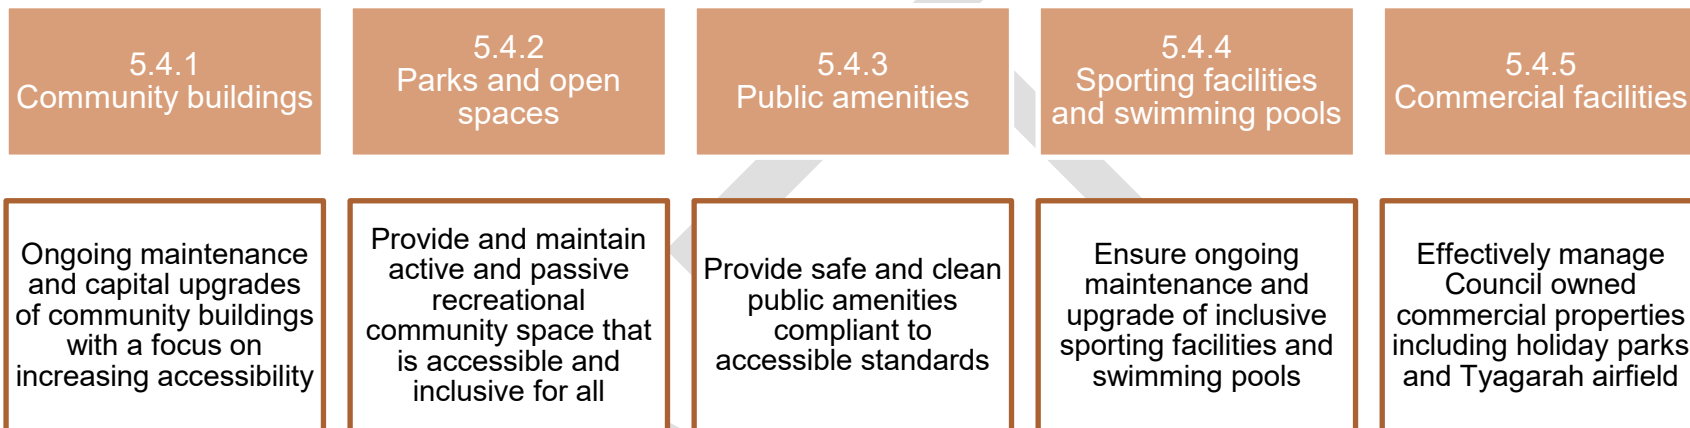 5.4.1
Community buildings
5.4.2
Parks and open
spaces
5.4.3
Public amenities
5.4.4
Sporting facilities
and swimming pools
5.4.5
Commercial facilities
Ongoing maintenance
and capital upgrades
of community buildings
with a focus on
increasing accessibility
Provide and maintain
active and passive
recreational
community space that
is accessible and
inclusive for all
Provide safe and clean
public amenities
compliant to
accessible standards
Ensure ongoing
maintenance and
upgrade of inclusive
sporting facilities and
swimming pools
Effectively manage
Council owned
commercial properties
including holiday parks
and Tyagarah airfield